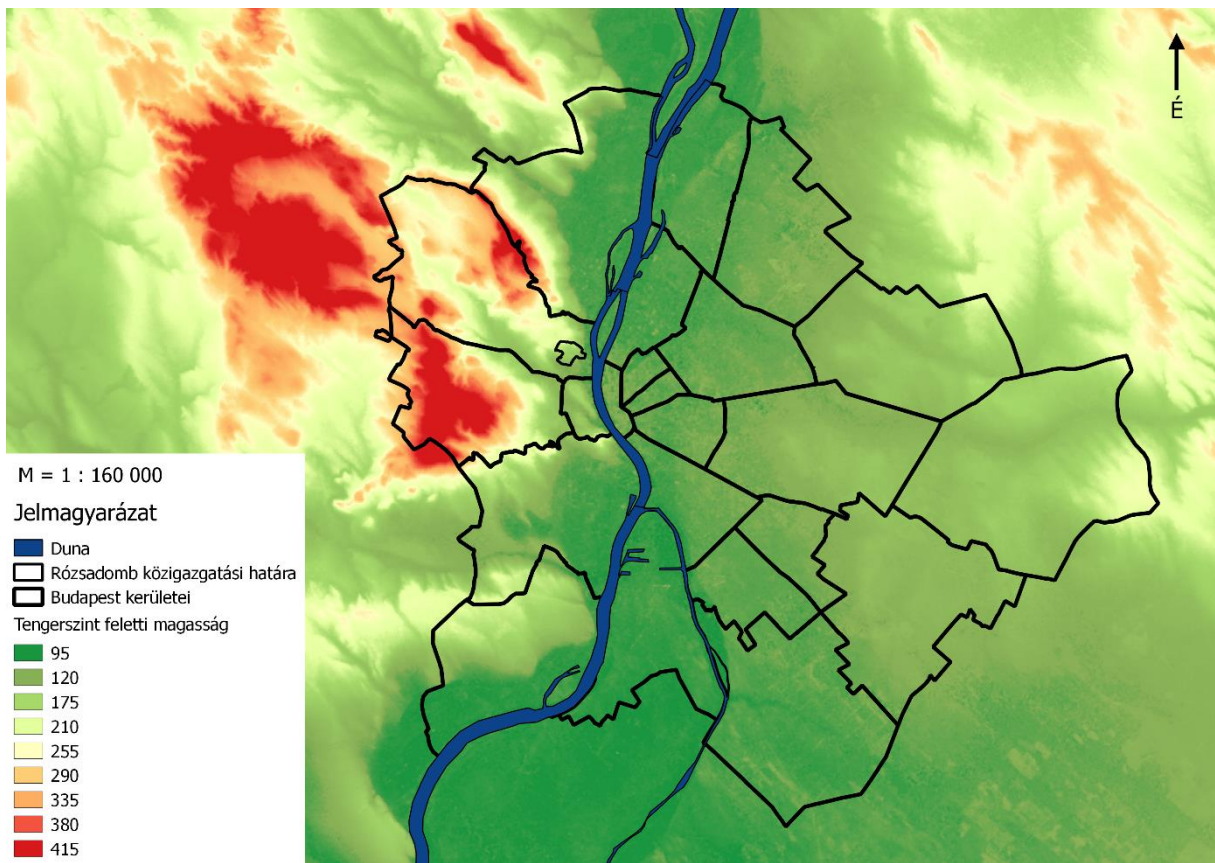 É
M = 1 : 160 000
Jelmagyarázat
Duna
Rózsadomb közigazgatási határa
Budapest kerületei
Tengerszint feletti magasság
95
120
175
210
255
290
335
380
415